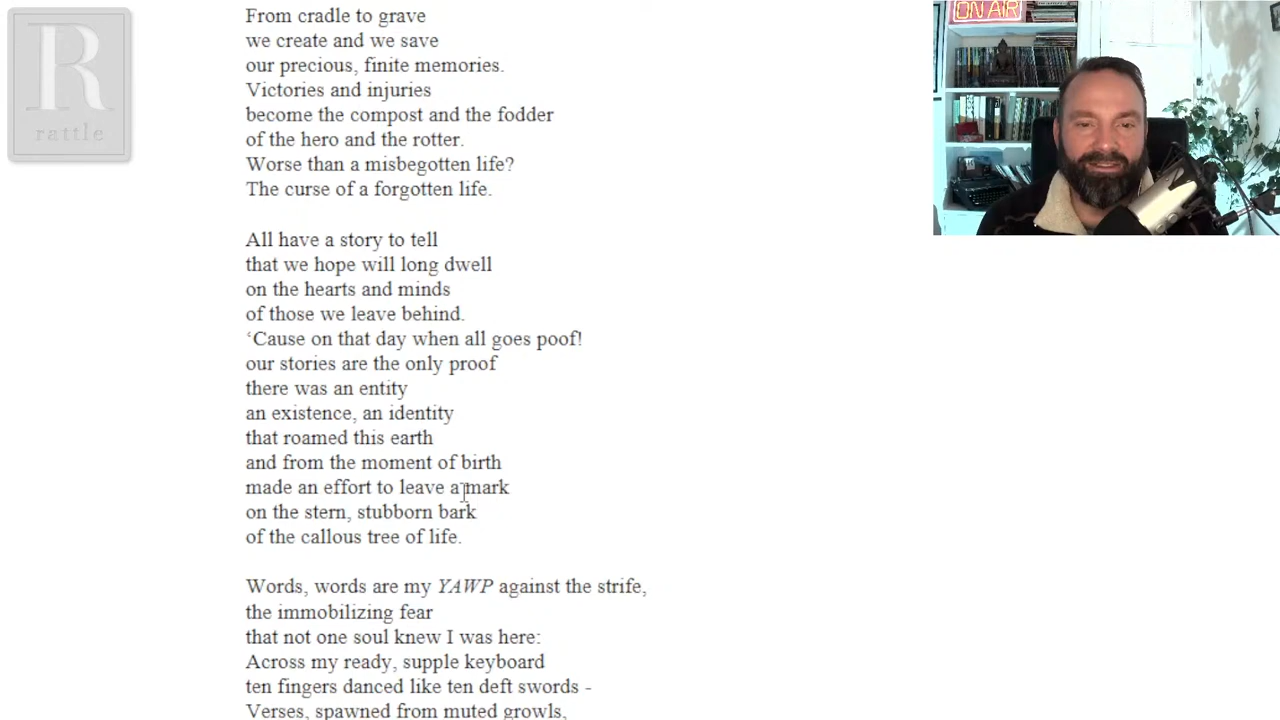 R
rattle
ON AIR
From cradle to grave
we create and we save
our precious, finite memories.
Victories and injuries
become the compost and the fodder
of the hero and the rotter.
Worse than a misbegotten life?
The curse of a forgotten life.
All have a story to tell
that we hope will long dwell
on the hearts and minds
of those we leave behind.
‘Cause on that day when all goes poof!
our stories are the only proof
there was an entity
an existence, an identity
that roamed this earth
and from the moment of birth
made an effort to leave a mark
on the stern, stubborn bark
of the callous tree of life.
Words, words are my YAWP against the strife,
the immobilizing fear
that not one soul knew I was here:
Across my ready, supple keyboard
ten fingers danced like ten deft swords -
Verses, spawned from muted growls,